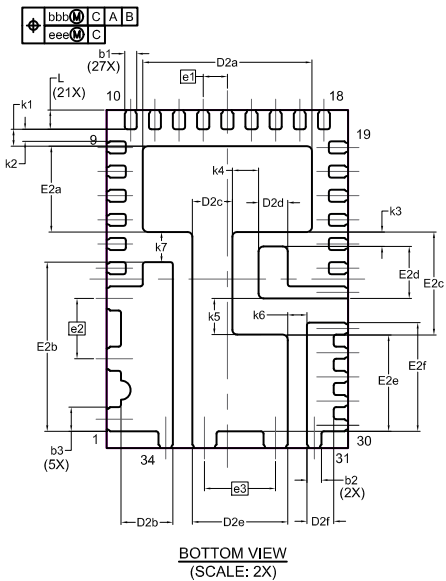 bbbⓂ C A B
eeeⓂ C
b1
(27X)
D2a
L
(21X)
e1
10
18
k1
9
19
k2
k4
E2a
D2c
D2d
k3
k7
E2d
E2c
k5
k6
e2
E2b
E2f
E2e
1
30
b3
(5X)
34
31
e3
b2
(2X)
D2b
D2e
D2f
BOTTOM VIEW
(SCALE: 2X)